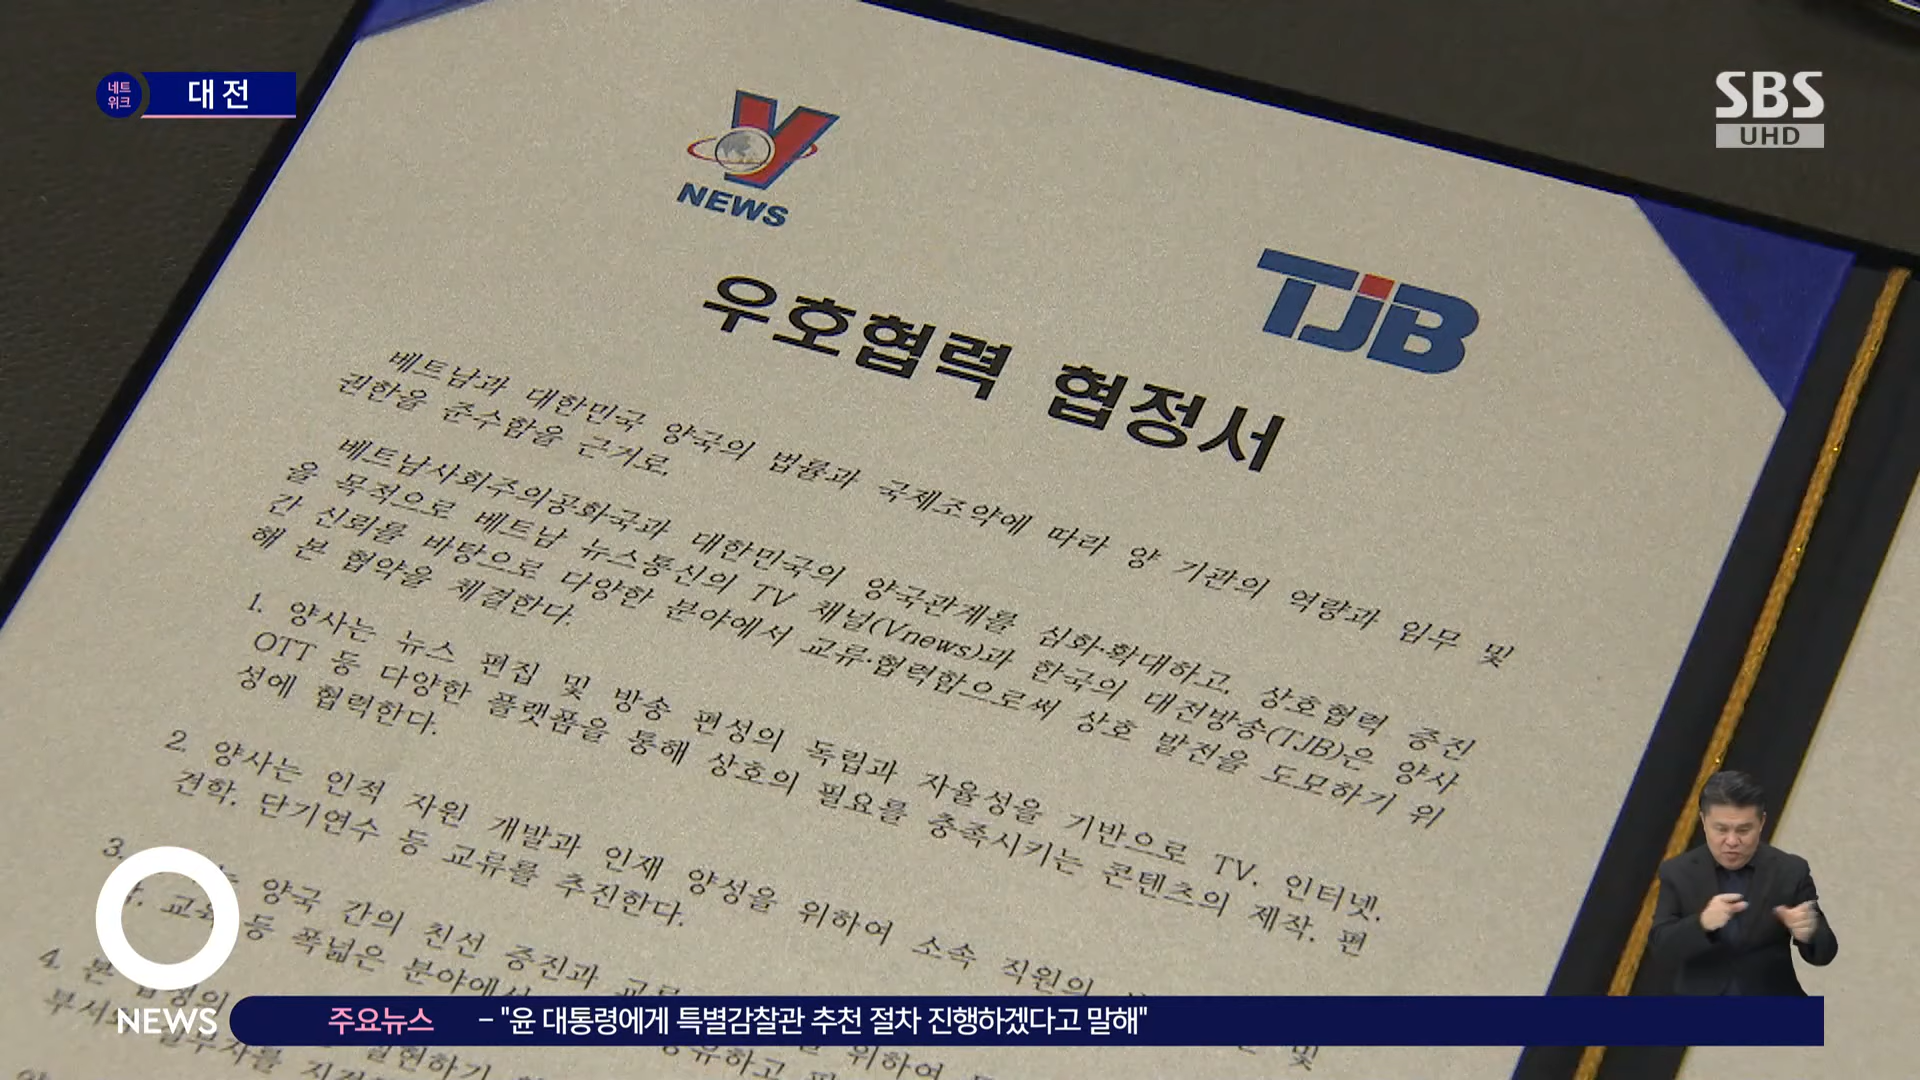 네트
위크
대전
SBS
UHD
NEWS
TJB
우호협력 협정서
베트남과 대한민국 양국의 법률과 국제조약에 따라 양 기관의 역량과 임무 및
권한을 준수함을 근거로,
베트남사회주의공화국과 대한민국의 양국관계를 심화·확대하고, 상호협력 증진
을 목적으로 베트남 뉴스통신의 TV 채널(Vnews)과 한국의 대전방송(TJB)은 양사
간 신뢰를 바탕으로 다양한 분야에서 교류·협력함으로써 상호 발전을 도모하기 위
해 본 협약을 체결한다.
1. 양사는 뉴스 편집 및 방송 편성의 독립과 자율성을 기반으로 TV, 인터넷,
OTT 등 다양한 플랫폼을 통해 상호의 필요를 충족시키는 콘텐츠의 제작, 편
성에 협력한다.
2. 양사는 인적 자원 개발과 인재 양성을 위하여 소속 직원의
견학, 단기연수 등 교류를 추진한다.
3. 양국 간의 친선 증진과
교육 등 폭넓은 분야에서
4. 본
위하여
NEWS
주요뉴스 - "윤 대통령에게 특별감찰관 추천 절차 진행하겠다고 말해"